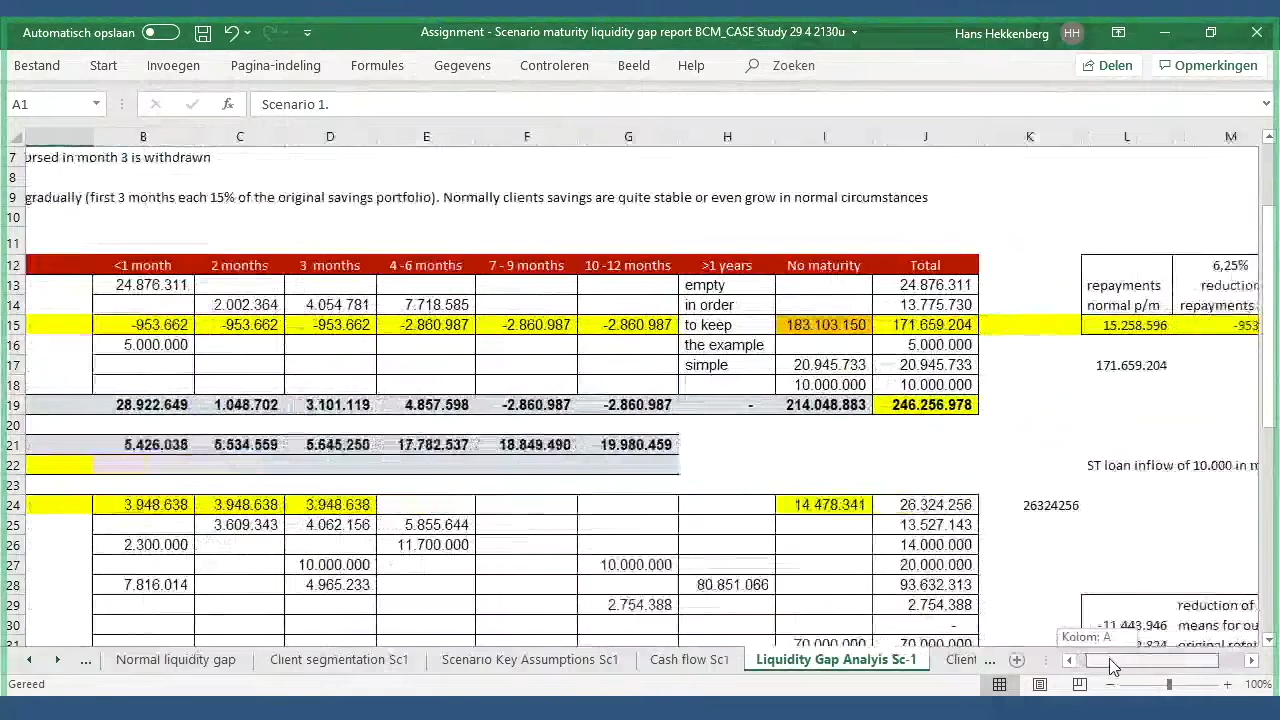 Automatisch opslaan Assignment - Scenario maturity liquidity gap report BCM_CASE Study 29 4 2130u Hans Hekkenberg HH
Bestand Start Invoegen Pagina-indeling Formules Gegevens Controleren Beeld Help Zoeken Delen Opmerkingen
A1 fx Scenario 1.
B C D E F G H I J K L M
7 ursed in month 3 is withdrawn
8
9 gradually (first 3 months each 15% of the original savings portfolio). Normally clients savings are quite stable or even grow in normal circumstances
10
11
12 <1 month 2 months 3 months 4 -6 months 7 - 9 months 10 -12 months >1 years No maturity Total 6,25%
13 24.876.311 empty 24.876.311 repayments reduction
14 2.002.364 4.054.781 7.718.585 in order 13.775.730 normal p/m repayments
15 -953.662 -953.662 -953.662 -2.860.987 -2.860.987 -2.860.987 to keep 183.103.150 171.659.204 15.258.596 -953
16 5.000.000 the example 5.000.000
17 simple 20.945.733 20.945.733 171.659.204
18 10.000.000 10.000.000
19 28.922.649 1.048.702 3.101.119 4.857.598 -2.860.987 -2.860.987 - 214.048.883 246.256.978
20
21 5.426.038 5.534.559 5.645.250 17.782.537 18.849.490 19.980.459
22 ST loan inflow of 10.000 in m
23
24 3.948.638 3.948.638 3.948.638 14.478.341 26.324.256 26324256
25 3.609.343 4.062.156 5.855.644 13.527.143
26 2.300.000 11.700.000 14.000.000
27 10.000.000 10.000.000 20.000.000
28 7.816.014 4.965.233 80.851.066 93.632.313
29 2.754.388 2.754.388 reduction of
30 - -11.443.946 means for ou
31 70.000.000 70.000.000
Kolom: A
... Normal liquidity gap Client segmentation Sc1 Scenario Key Assumptions Sc1 Cash flow Sc1 Liquidity Gap Analyis Sc-1 Client ...
Gereed 100%